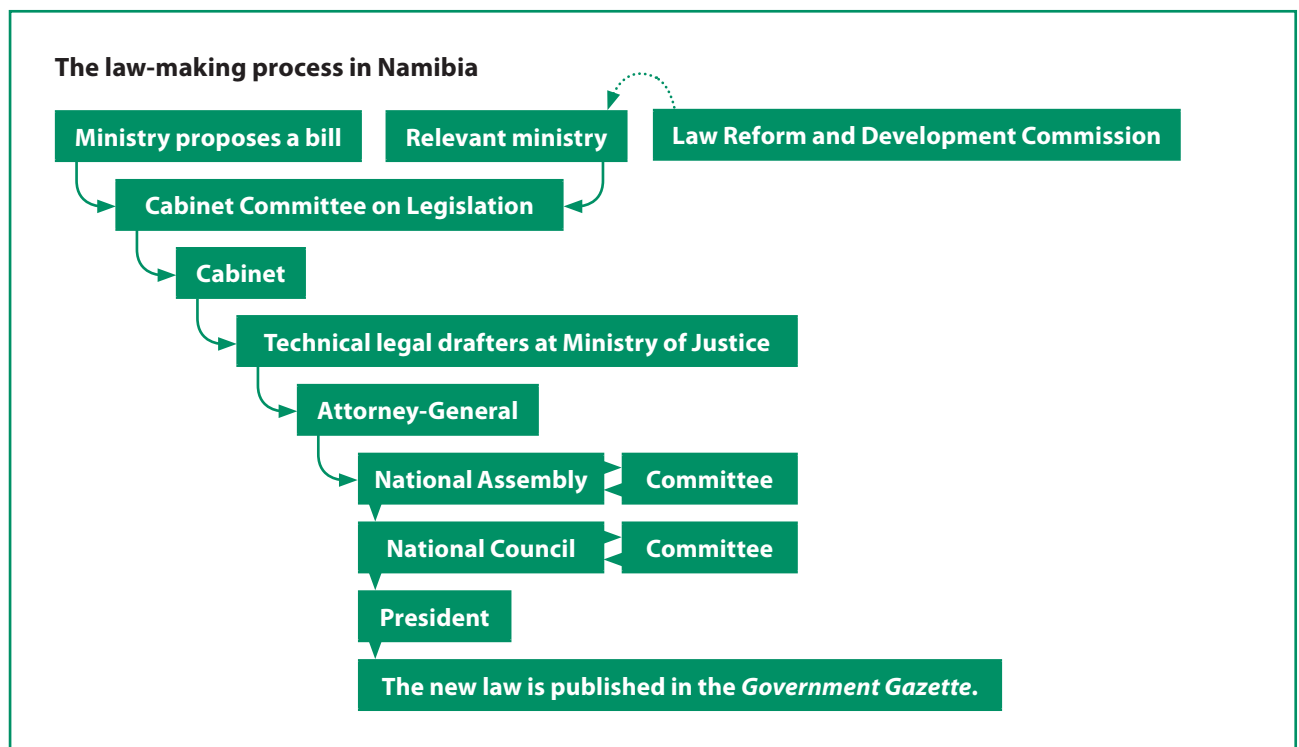 The law-making process in Namibia
Ministry proposes a bill
Relevant ministry
Law Reform and Development Commission
Cabinet Committee on Legislation
Cabinet
Technical legal drafters at Ministry of Justice
Attorney-General
National Assembly
Committee
National Council
Committee
President
The new law is published in the Government Gazette.